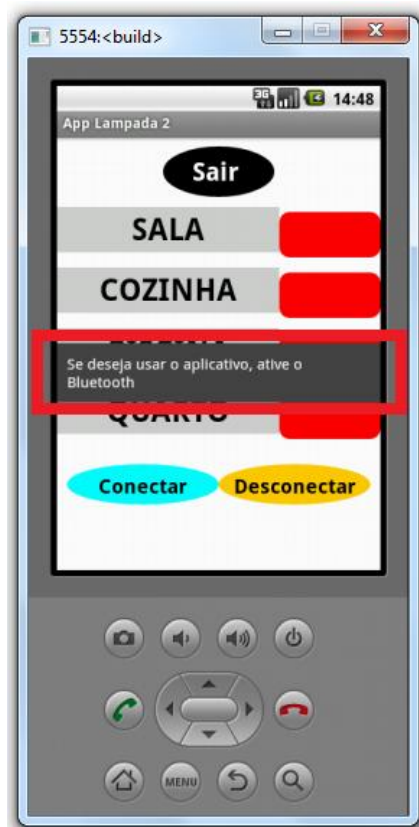 5554:<build>
3G
14:48
App Lampada 2
Sair
SALA
COZINHA
Se deseja usar o aplicativo, ative o
Bluetooth
QUARTO
Conectar
Desconectar
MENU